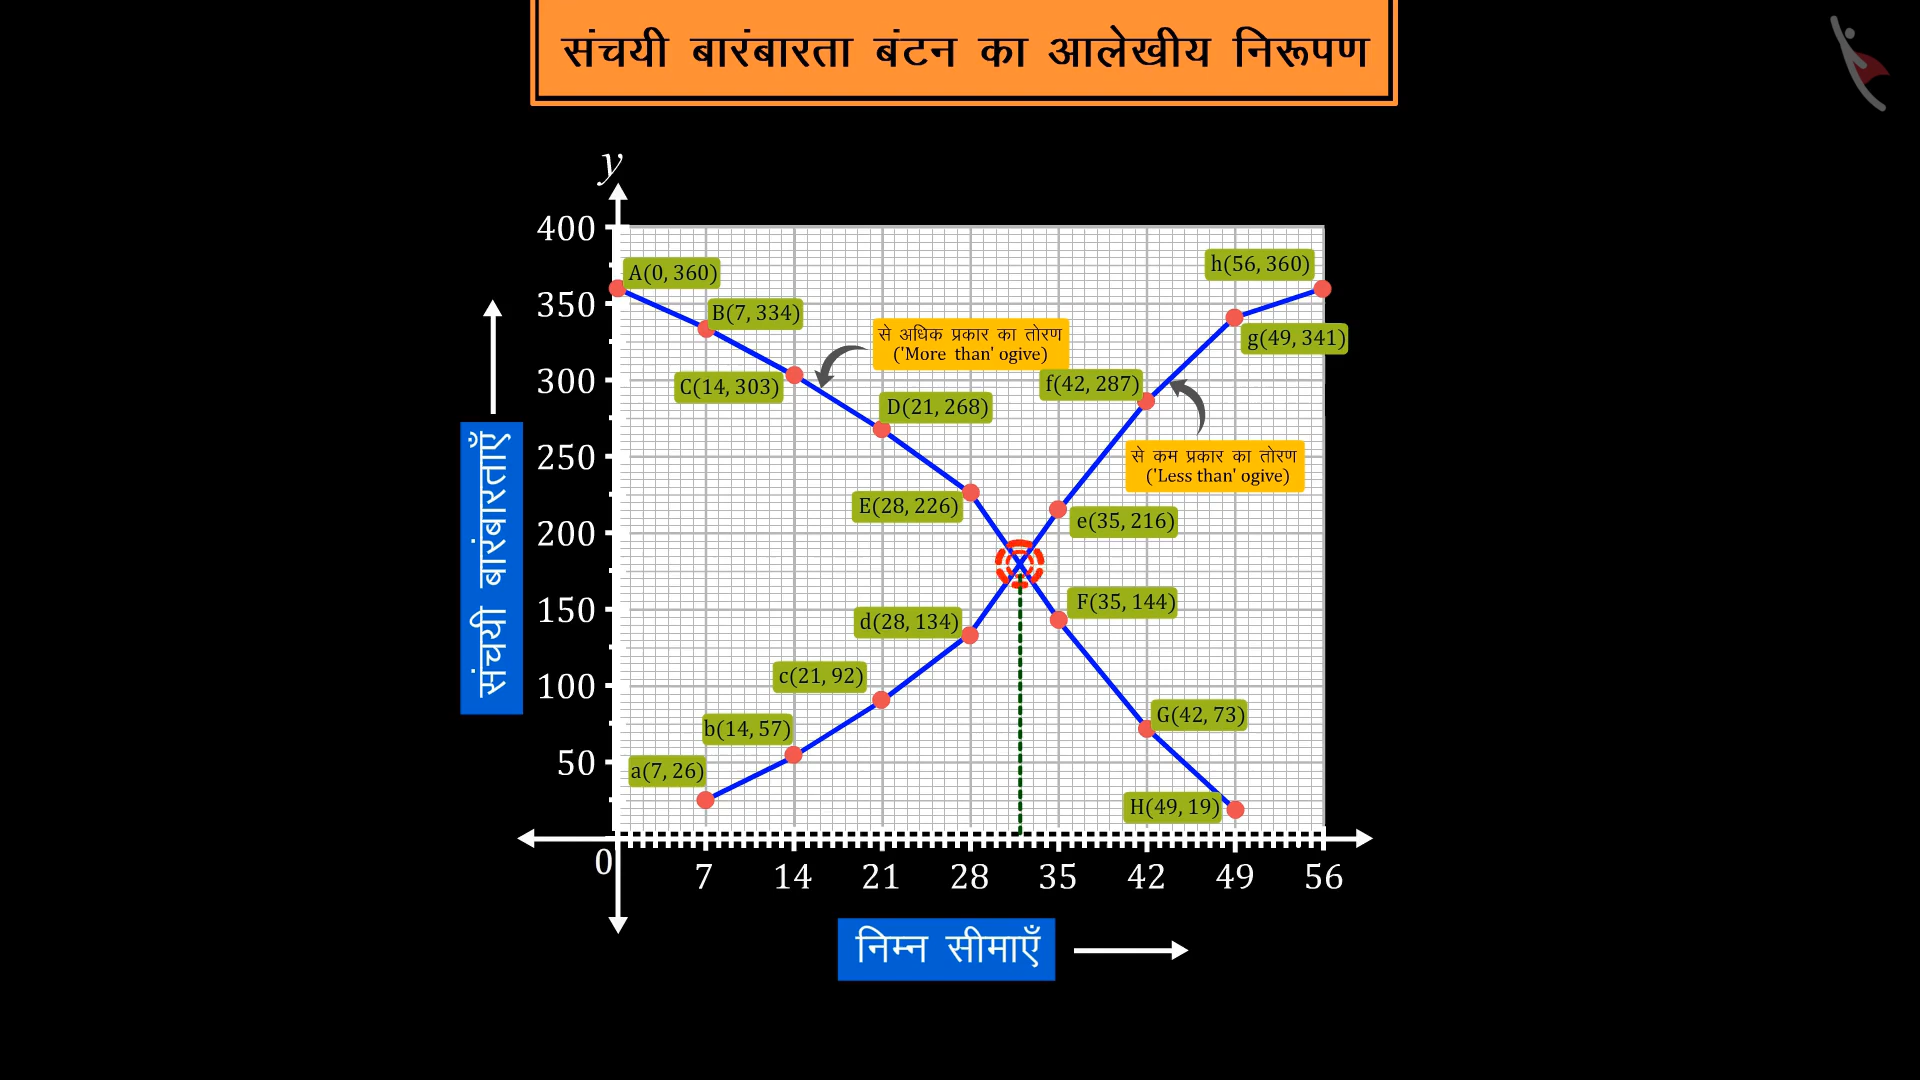 संचयी बारंबारता बंटन का आलेखीय निरूपण
y
400
350
300
250
200
150
100
50
0
7 14 21 28 35 42 49 56
संचयी बारंबारताएँ
निम्न सीमाएँ
A(0, 360)
B(7, 334)
C(14, 303)
D(21, 268)
E(28, 226)
F(35, 144)
G(42, 73)
H(49, 19)
से अधिक प्रकार का तोरण
('More than' ogive)
a(7, 26)
b(14, 57)
c(21, 92)
d(28, 134)
e(35, 216)
f(42, 287)
g(49, 341)
h(56, 360)
से कम प्रकार का तोरण
('Less than' ogive)